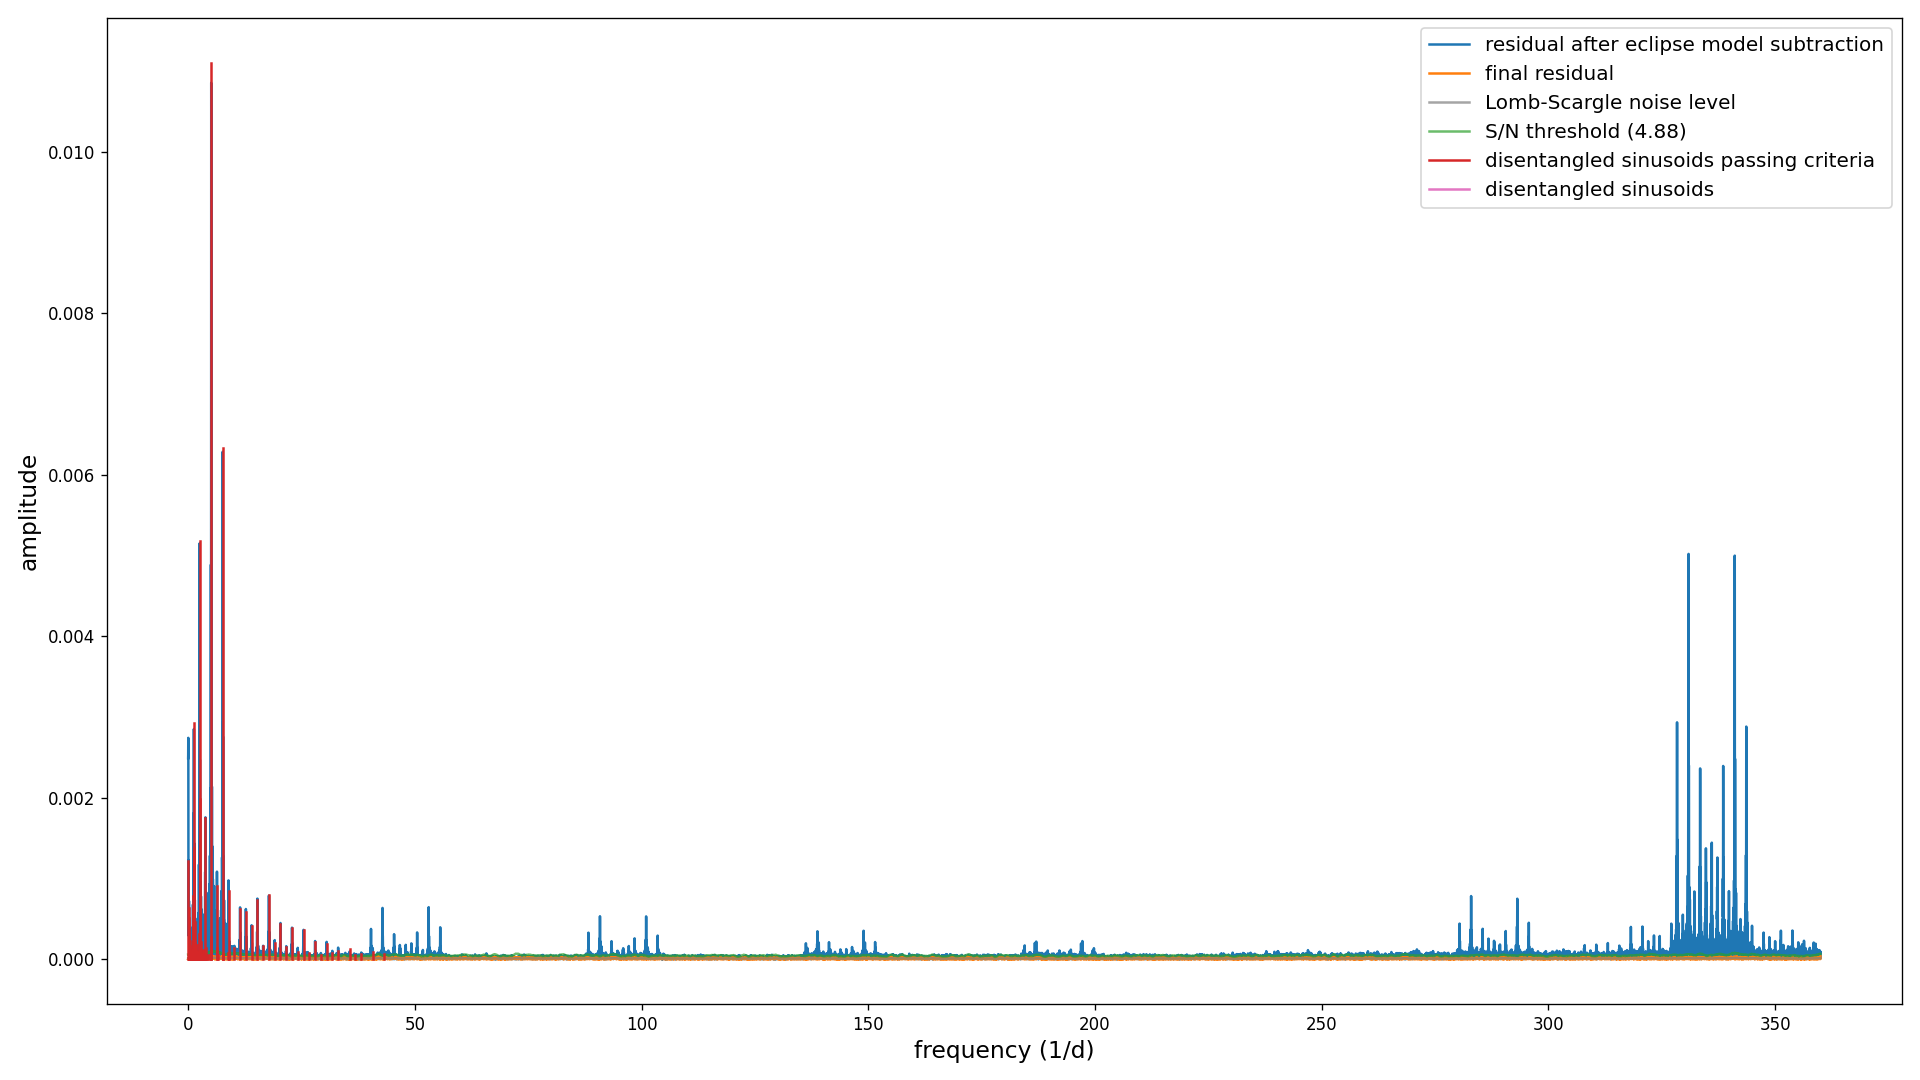 residual after eclipse model subtraction
final residual
Lomb-Scargle noise level
S/N threshold (4.88)
disentangled sinusoids passing criteria
disentangled sinusoids
0.010
0.008
0.006
0.004
0.002
0.000
amplitude
0 50 100 150 200 250 300 350
frequency (1/d)